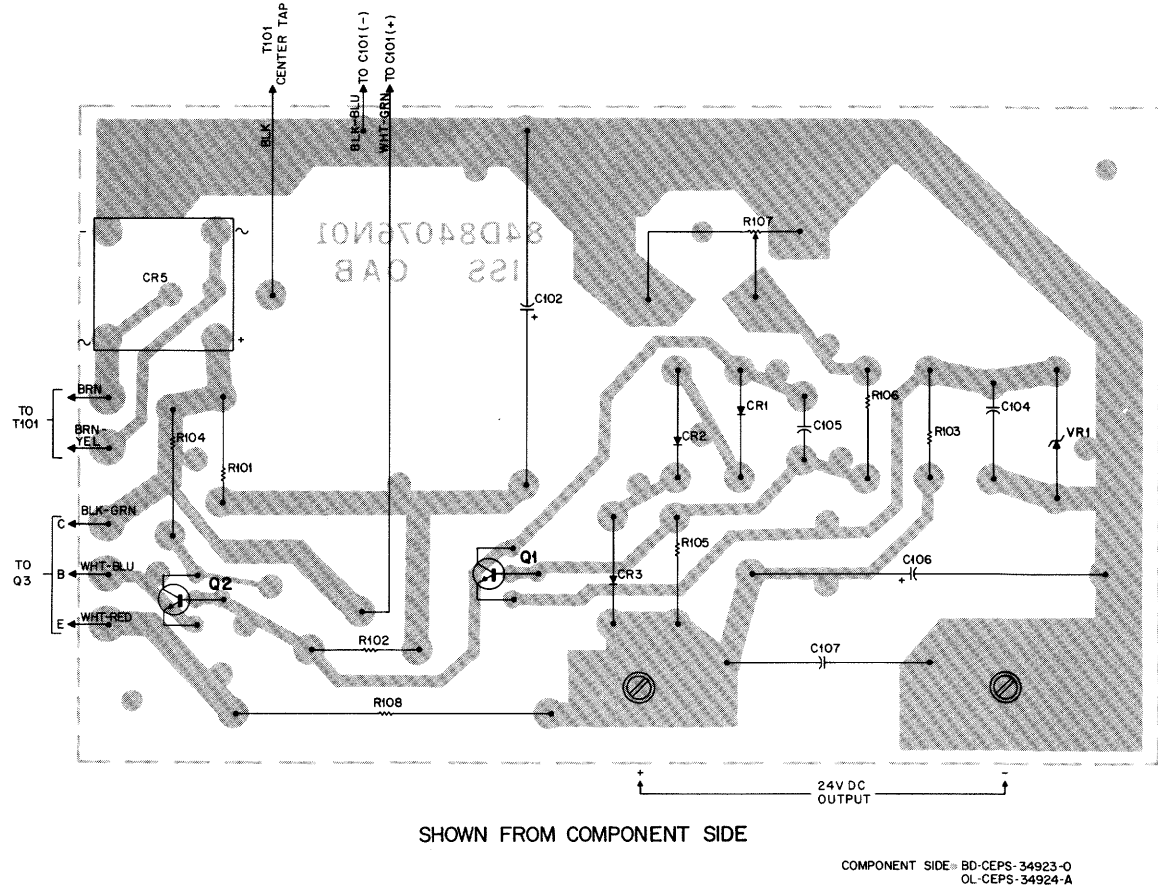 T101
CENTER TAP
TO C101 (-)
TO C101 (+)
BLK
BLK-BLU
WHT-GRN
84D84076N01
ISS OAB
R107
-
~
CR5
~
+
C102
+
BRN
TO
T101
BRN-
YEL
R104
R101
CR2
CR1
C105
R106
R103
C104
VR1
BLK-GRN
C
TO
Q3
B
WHT-BLU
E
WHT-RED
Q2
Q1
CR3
R105
C106
+
R102
C107
R108
+
-
24V DC
OUTPUT
SHOWN FROM COMPONENT SIDE
COMPONENT SIDE BD-CEPS-34923-O
OL-CEPS-34924-A